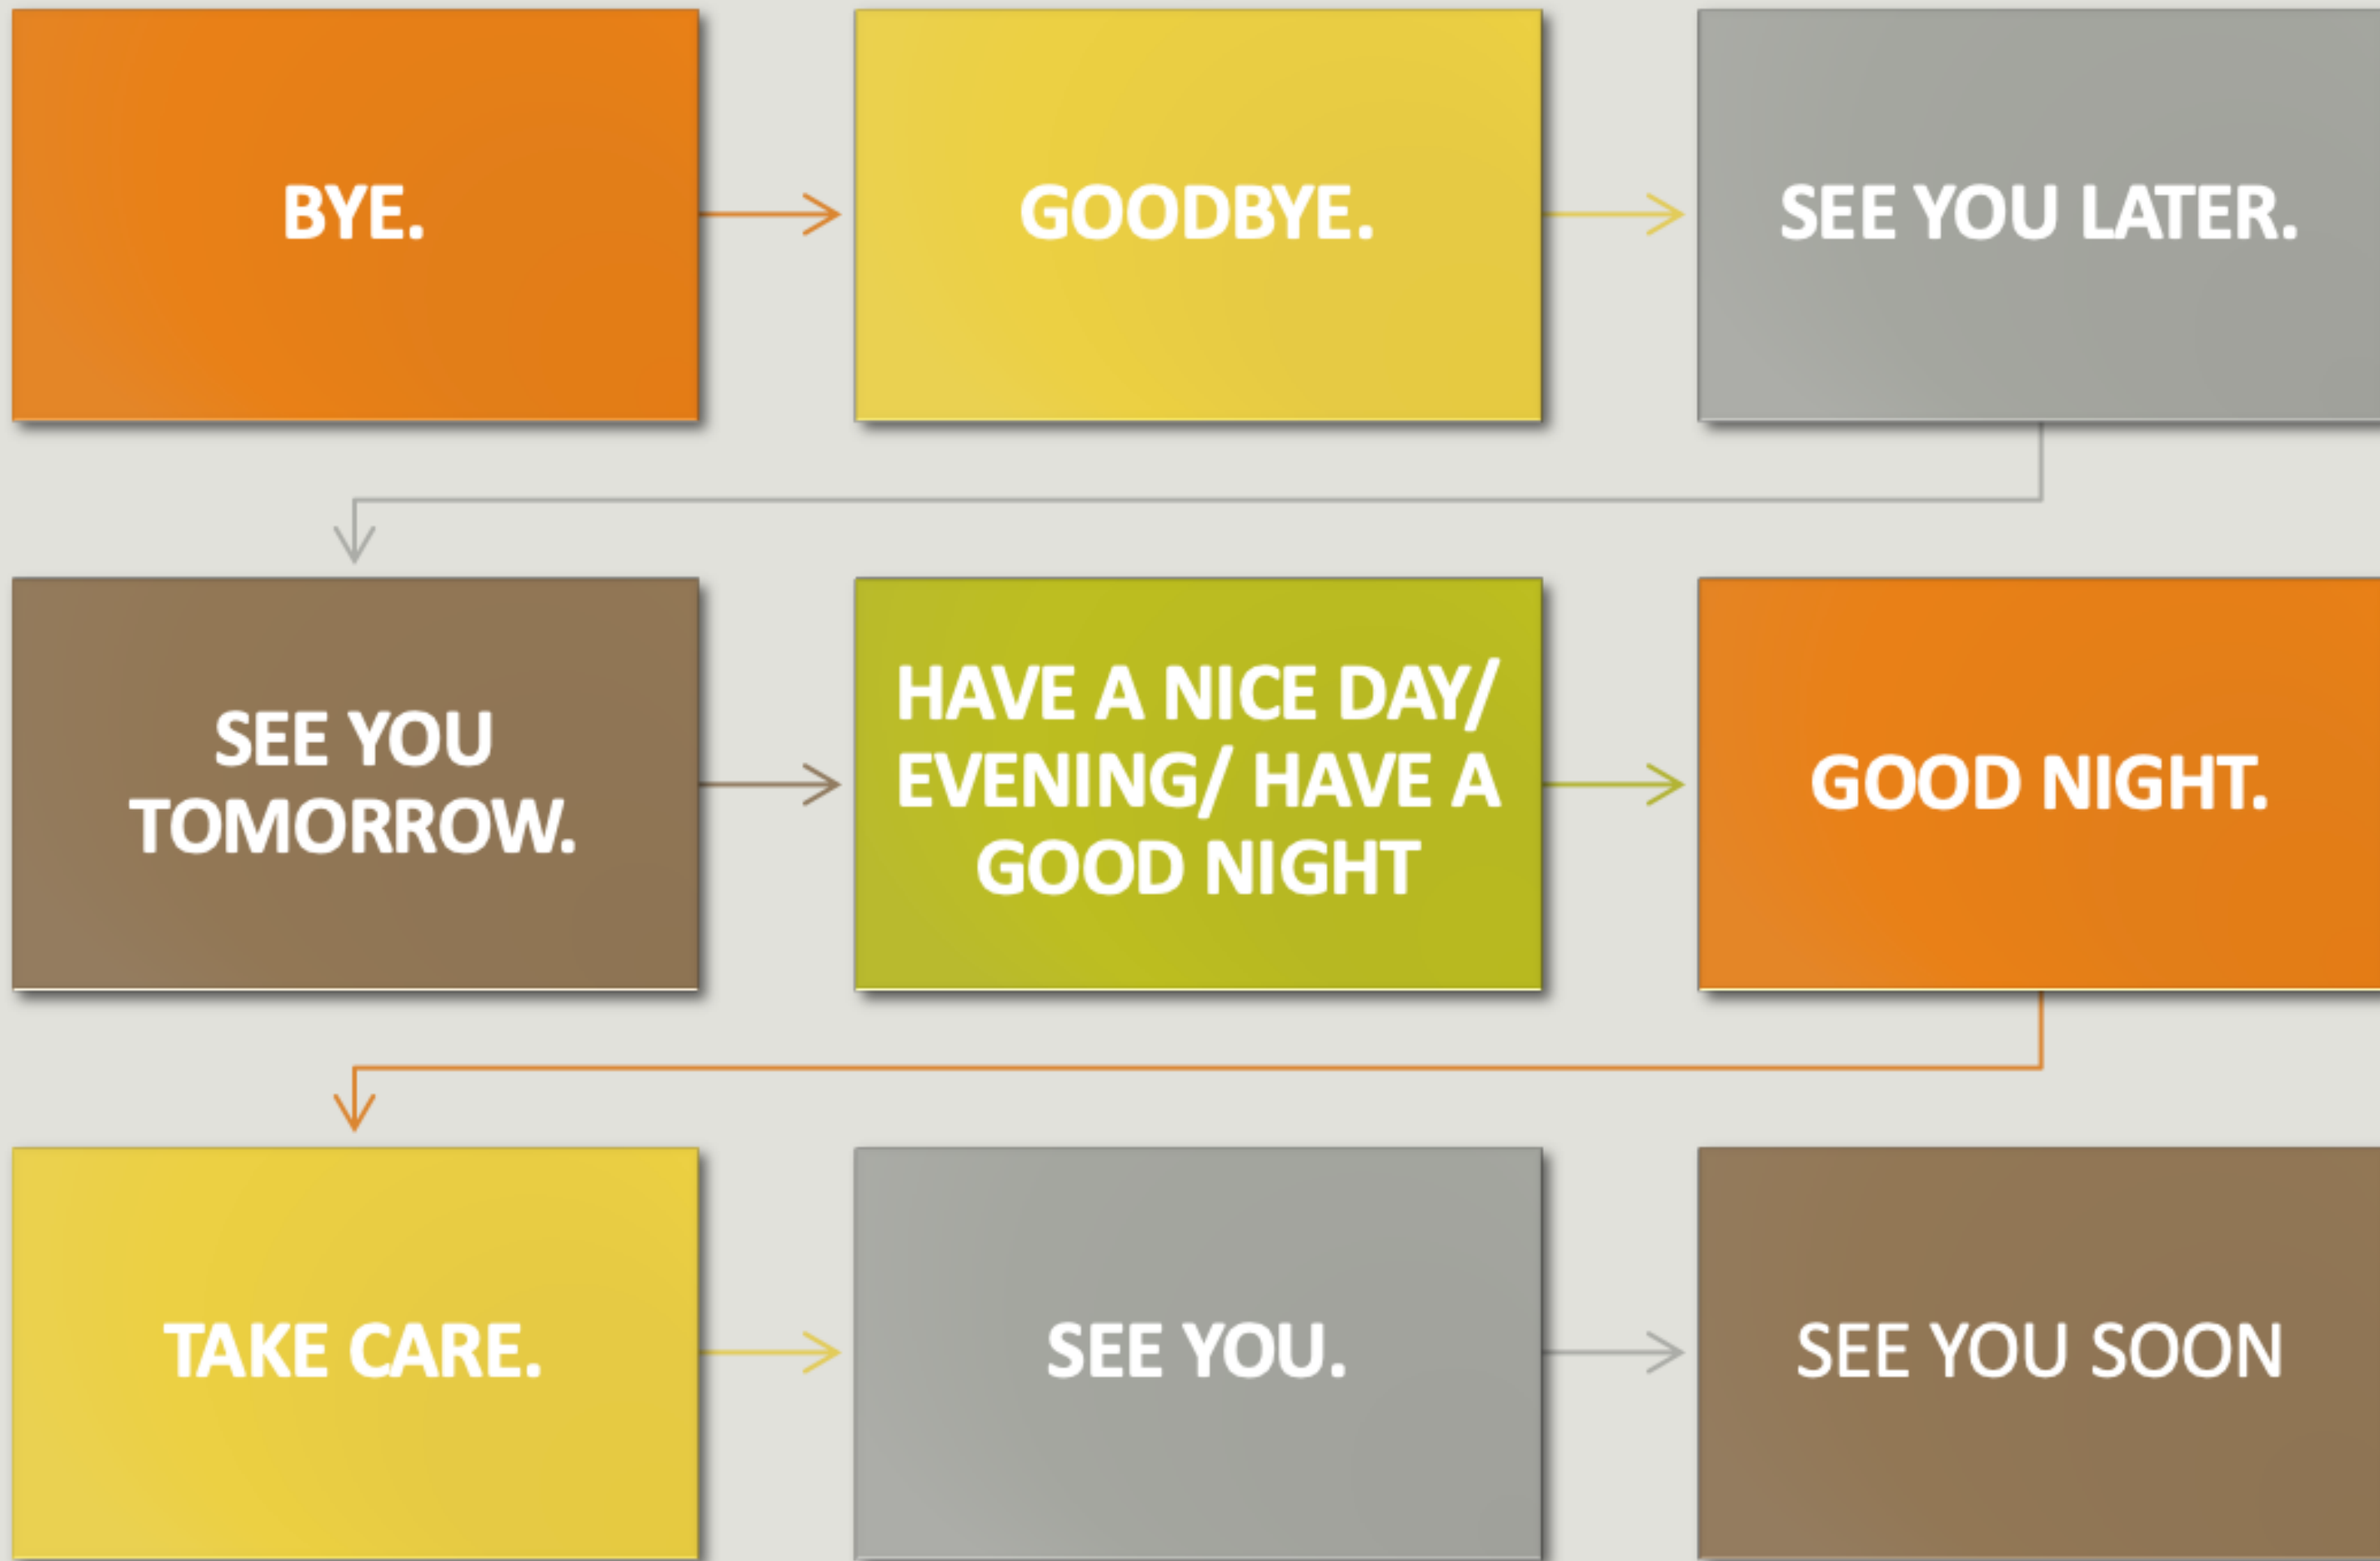 BYE.
GOODBYE.
SEE YOU LATER.
SEE YOU
TOMORROW.
HAVE A NICE DAY/
EVENING/ HAVE A
GOOD NIGHT
GOOD NIGHT.
TAKE CARE.
SEE YOU.
SEE YOU SOON